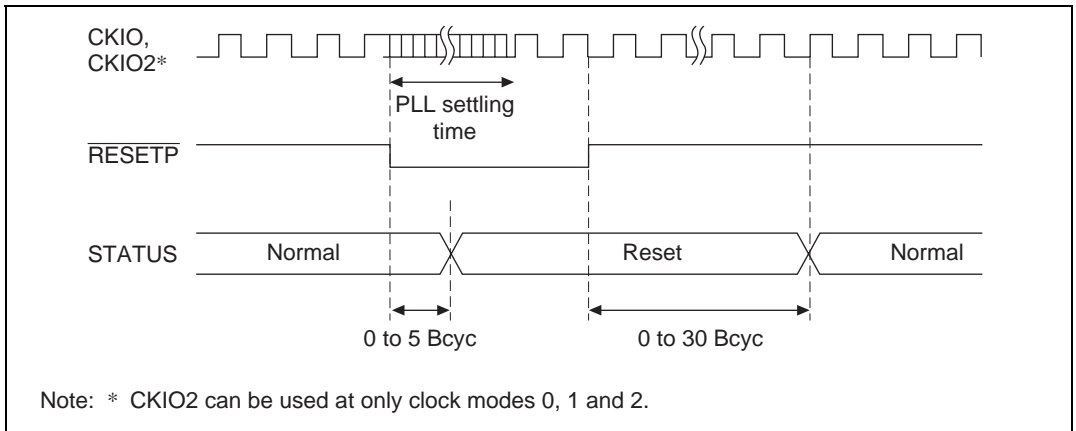 CKIO,
CKIO2*
PLL settling
time
RESETP
STATUS
Normal
Reset
Normal
0 to 5 Bcyc
0 to 30 Bcyc
Note: * CKIO2 can be used at only clock modes 0, 1 and 2.